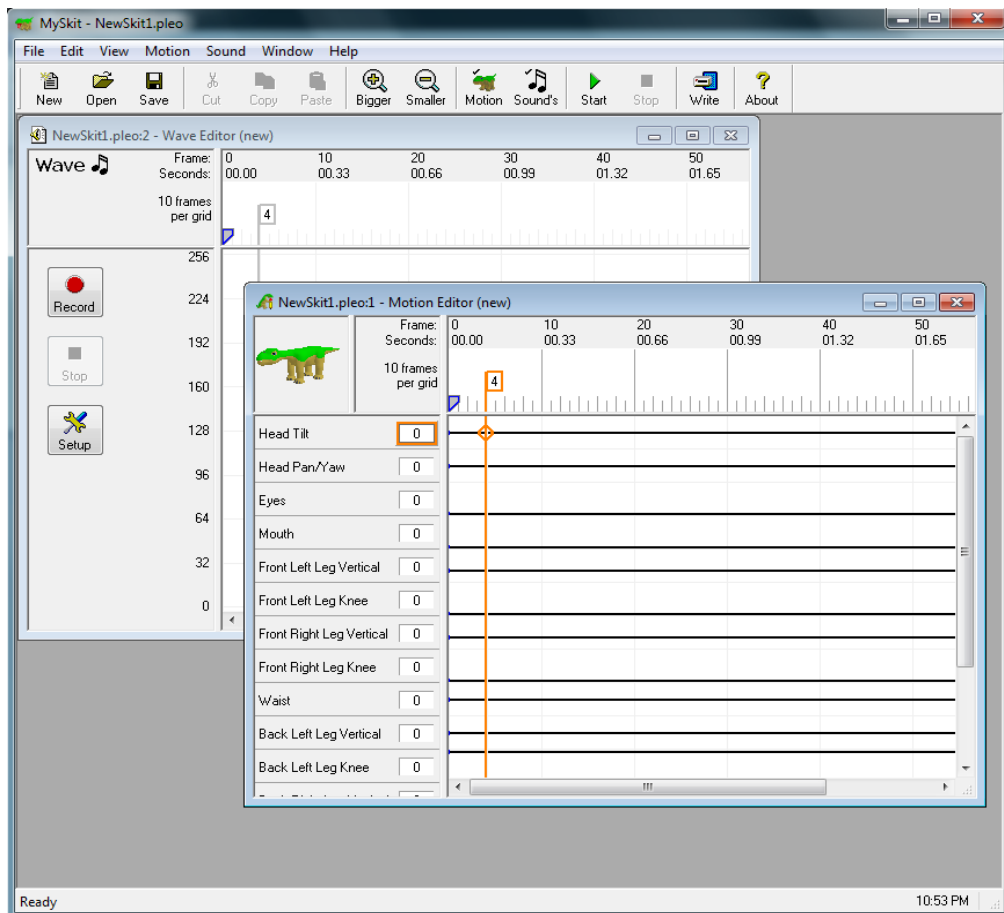 MySkit - NewSkit1.pleo
File Edit View Motion Sound Window Help
New Open Save Cut Copy Paste Bigger Smaller Motion Sound's Start Stop Write About
NewSkit1.pleo:2 - Wave Editor (new)
Wave
Frame: 0 10 20 30 40 50
Seconds: 00.00 00.33 00.66 00.99 01.32 01.65
10 frames
per grid
4
256
Record
224
192
Stop
160
Setup
128
96
64
32
0
NewSkit1.pleo:1 - Motion Editor (new)
Frame: 0 10 20 30 40 50
Seconds: 00.00 00.33 00.66 00.99 01.32 01.65
10 frames
per grid
4
Head Tilt 0
Head Pan/Yaw 0
Eyes 0
Mouth 0
Front Left Leg Vertical 0
Front Left Leg Knee 0
Front Right Leg Vertical 0
Front Right Leg Knee 0
Waist 0
Back Left Leg Vertical 0
Back Left Leg Knee 0
Ready 10:53 PM